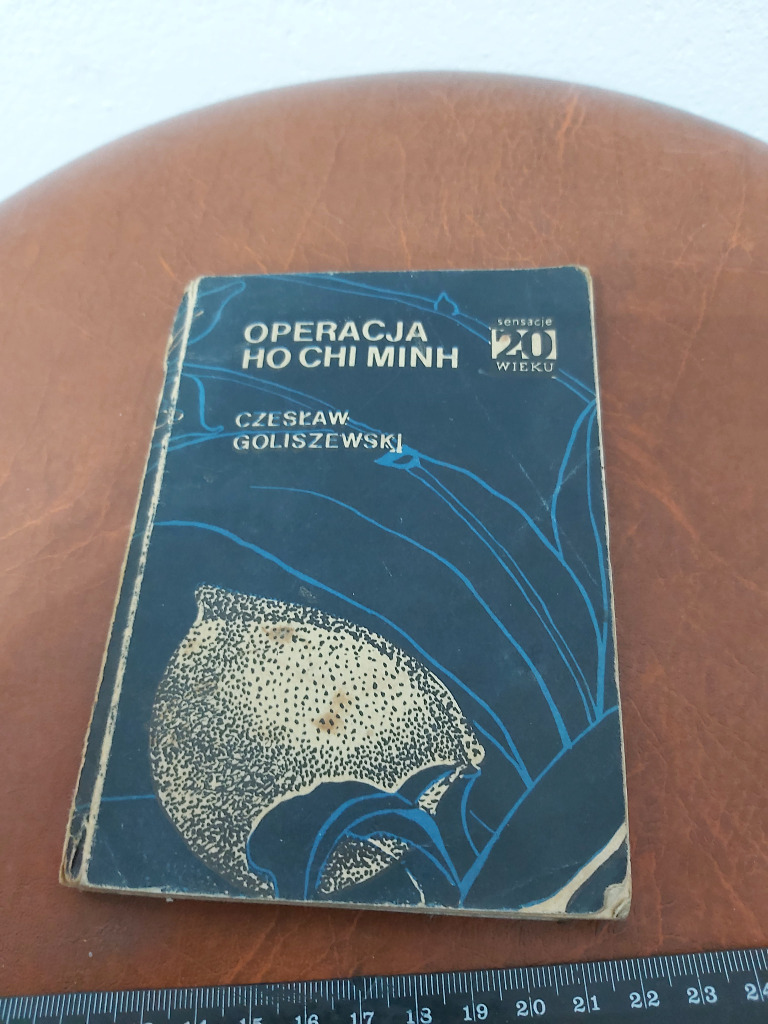 OPERACJA
HO CHI MINH
sensacje
20
WIEKU
CZESŁAW
GOLISZEWSKI
14 15 16 17 18 19 20 21 22 23 24